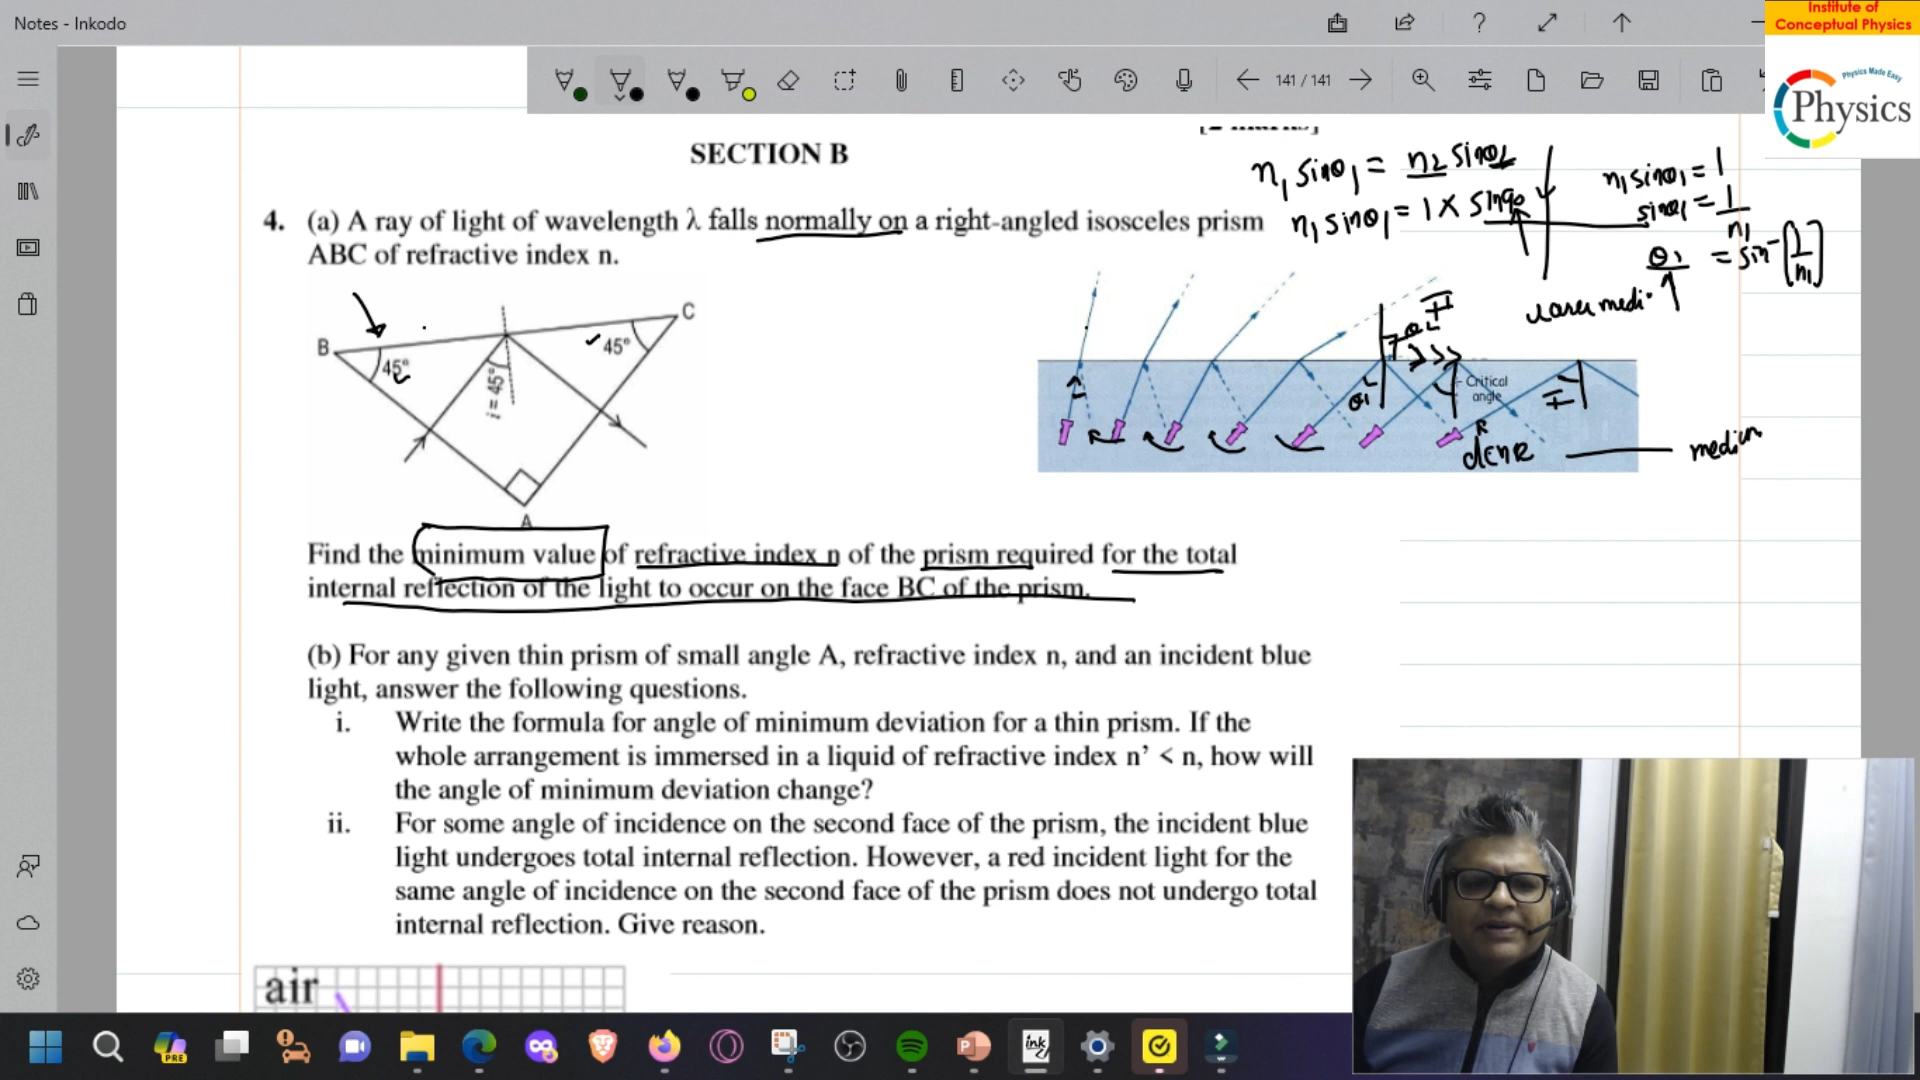 Notes - Inkodo
Institute of
Conceptual Physics
Physics Made Easy
Physics
141 / 141
SECTION B
4. (a) A ray of light of wavelength λ falls normally on a right-angled isosceles prism
ABC of refractive index n.
B
45°
i = 45°
45°
C
A
n₁ sinθ₁ = n₂ sinθ₂
n₁ sinθ₁ = 1 × sin90
n₁ sinθ₁ = 1
sinθ₁ = 1/n₁
θ₁ = sin⁻¹(1/n₁)
Critical
angle
Find the minimum value of refractive index n of the prism required for the total
internal reflection of the light to occur on the face BC of the prism.
(b) For any given thin prism of small angle A, refractive index n, and an incident blue
light, answer the following questions.
i. Write the formula for angle of minimum deviation for a thin prism. If the
whole arrangement is immersed in a liquid of refractive index n' < n, how will
the angle of minimum deviation change?
ii. For some angle of incidence on the second face of the prism, the incident blue
light undergoes total internal reflection. However, a red incident light for the
same angle of incidence on the second face of the prism does not undergo total
internal reflection. Give reason.
air
PRE
ink